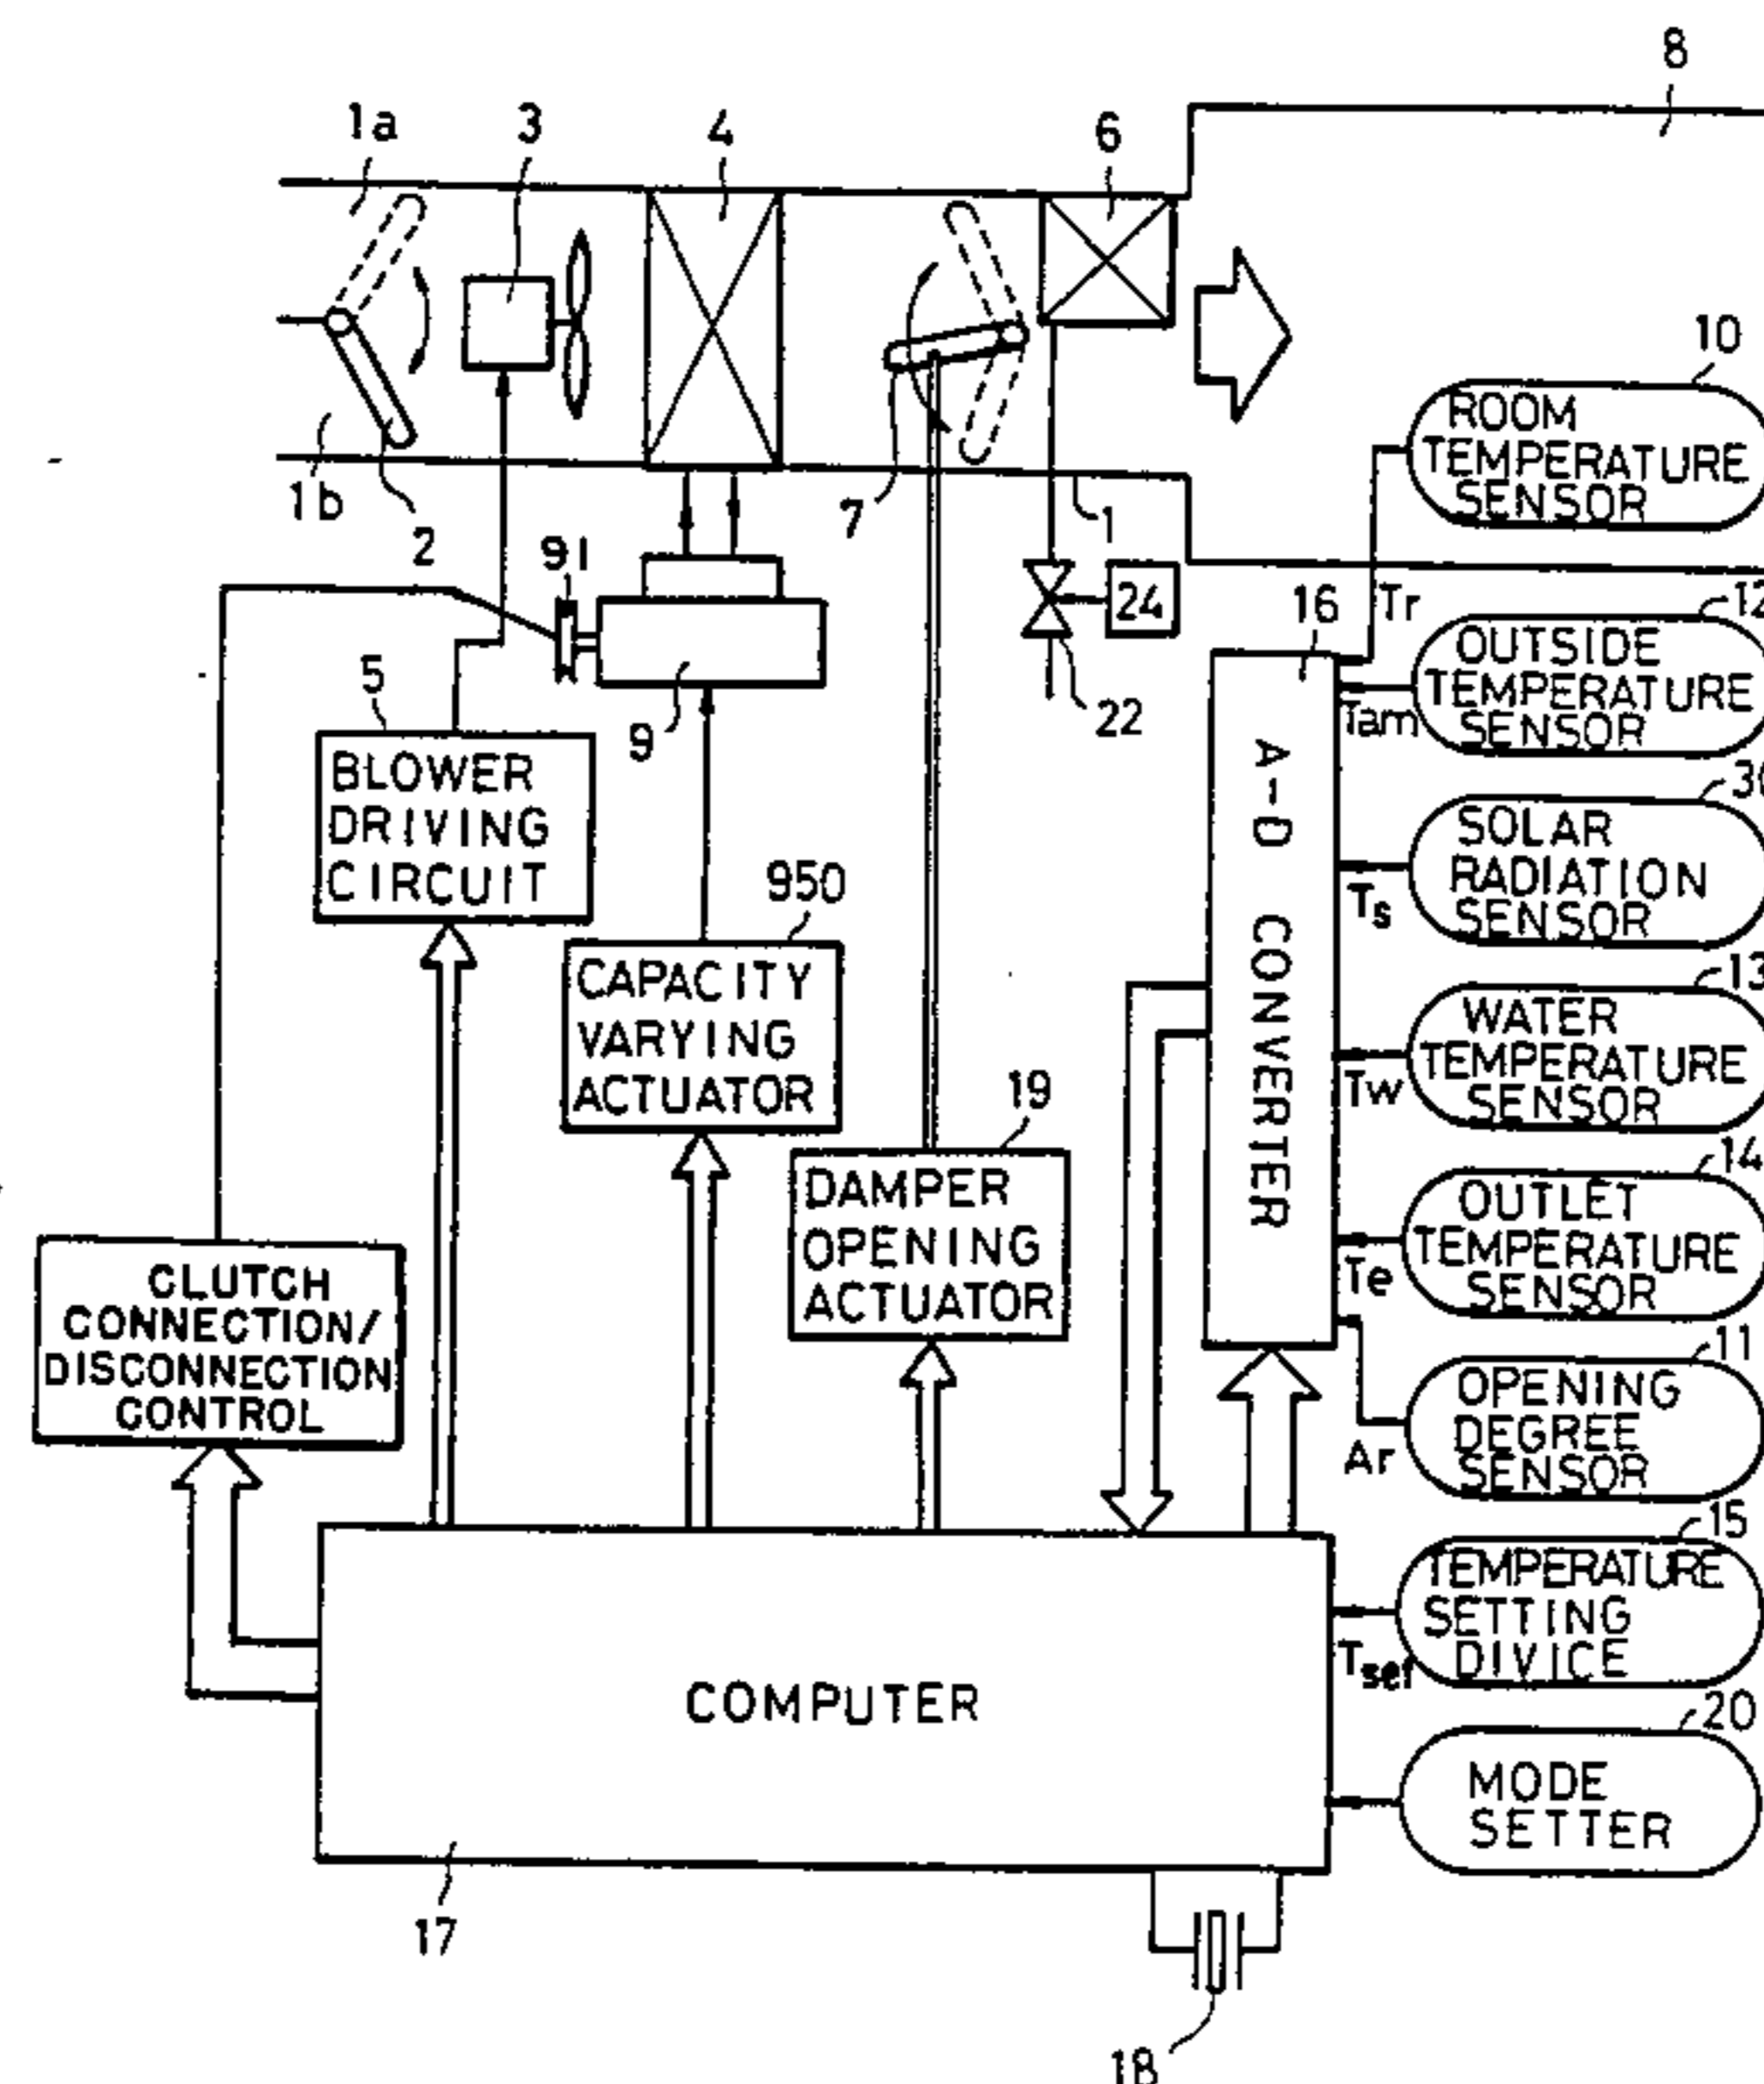 8
1a
3
4
6
10
ROOM
TEMPERATURE
SENSOR
1b
2
7
1
91
24
16
Tr
12
OUTSIDE
TEMPERATURE
SENSOR
Tam
5
9
22
BLOWER
DRIVING
CIRCUIT
A-D CONVERTER
SOLAR
RADIATION
SENSOR
Ts
950
CAPACITY
VARYING
ACTUATOR
13
WATER
TEMPERATURE
SENSOR
Tw
19
DAMPER
OPENING
ACTUATOR
14
OUTLET
TEMPERATURE
SENSOR
Te
CLUTCH
CONNECTION/
DISCONNECTION
CONTROL
11
OPENING
DEGREE
SENSOR
Ar
15
TEMPERATURE
SETTING
DIVICE
Tset
COMPUTER
20
MODE
SETTER
17
18